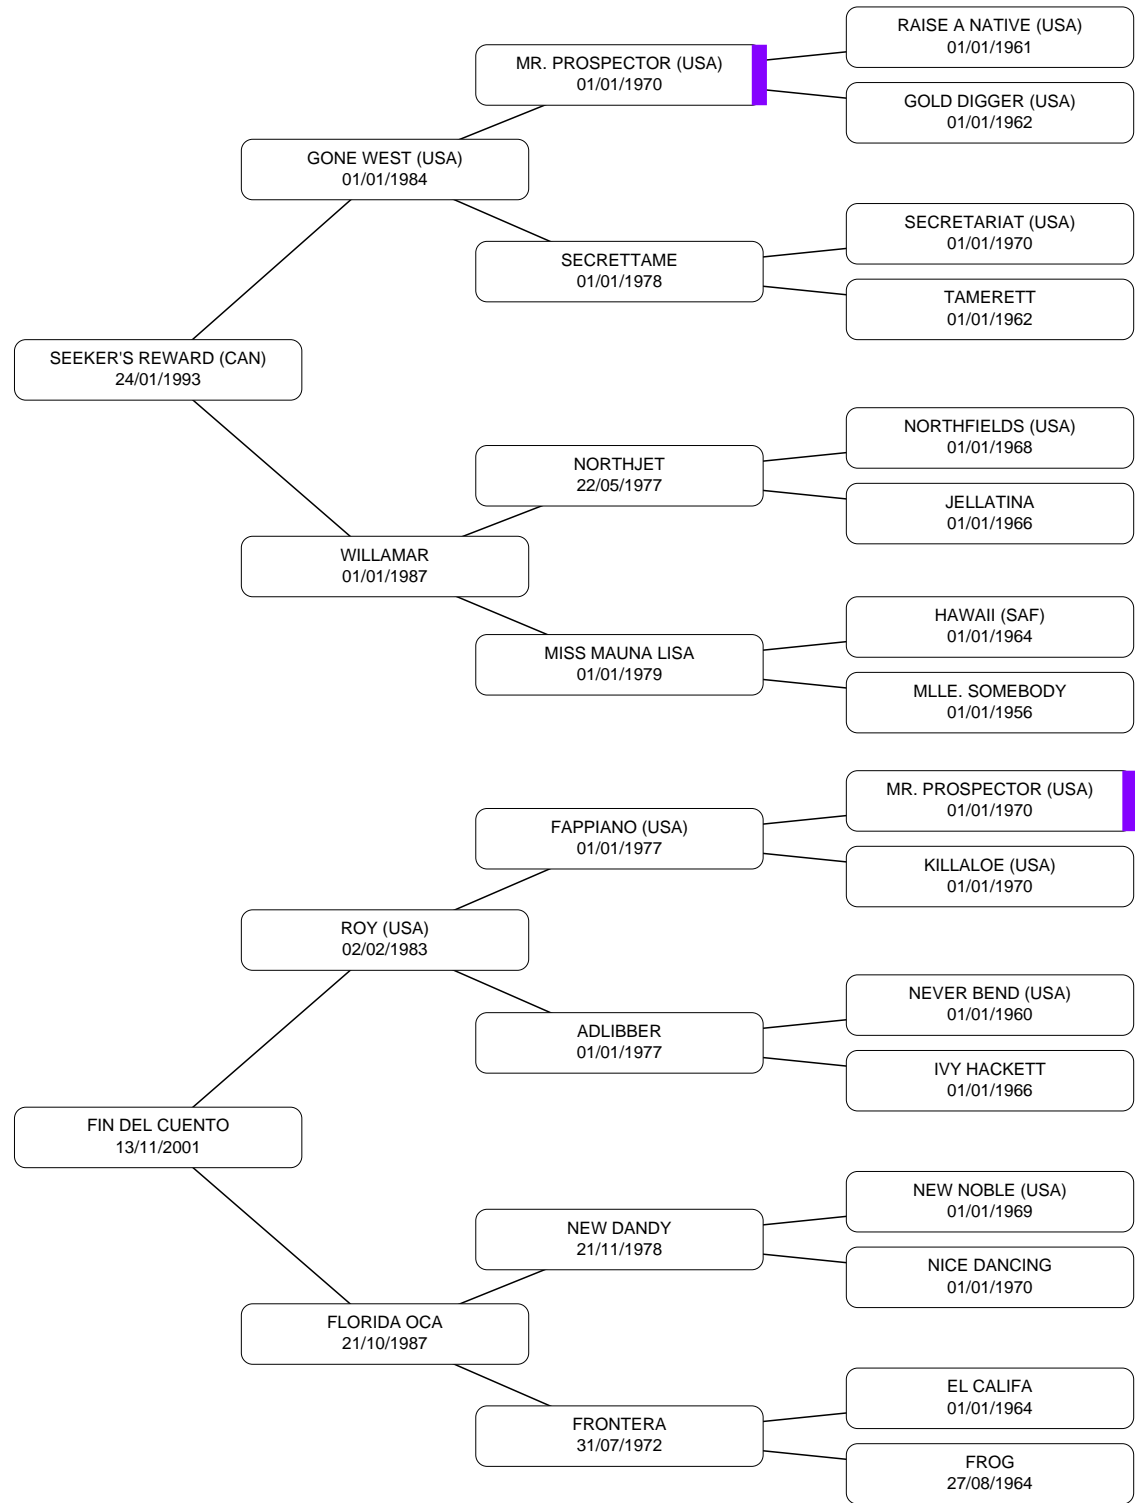 RAISE A NATIVE (USA)
01/01/1961
MR. PROSPECTOR (USA)
01/01/1970
GOLD DIGGER (USA)
01/01/1962
GONE WEST (USA)
01/01/1984
SECRETARIAT (USA)
01/01/1970
SECRETTAME
01/01/1978
TAMERETT
01/01/1962
SEEKER'S REWARD (CAN)
24/01/1993
NORTHFIELDS (USA)
01/01/1968
NORTHJET
22/05/1977
JELLATINA
01/01/1966
WILLAMAR
01/01/1987
HAWAII (SAF)
01/01/1964
MISS MAUNA LISA
01/01/1979
MLLE. SOMEBODY
01/01/1956
MR. PROSPECTOR (USA)
01/01/1970
FAPPIANO (USA)
01/01/1977
KILLALOE (USA)
01/01/1970
ROY (USA)
02/02/1983
NEVER BEND (USA)
01/01/1960
ADLIBBER
01/01/1977
IVY HACKETT
01/01/1966
FIN DEL CUENTO
13/11/2001
NEW NOBLE (USA)
01/01/1969
NEW DANDY
21/11/1978
NICE DANCING
01/01/1970
FLORIDA OCA
21/10/1987
EL CALIFA
01/01/1964
FRONTERA
31/07/1972
FROG
27/08/1964